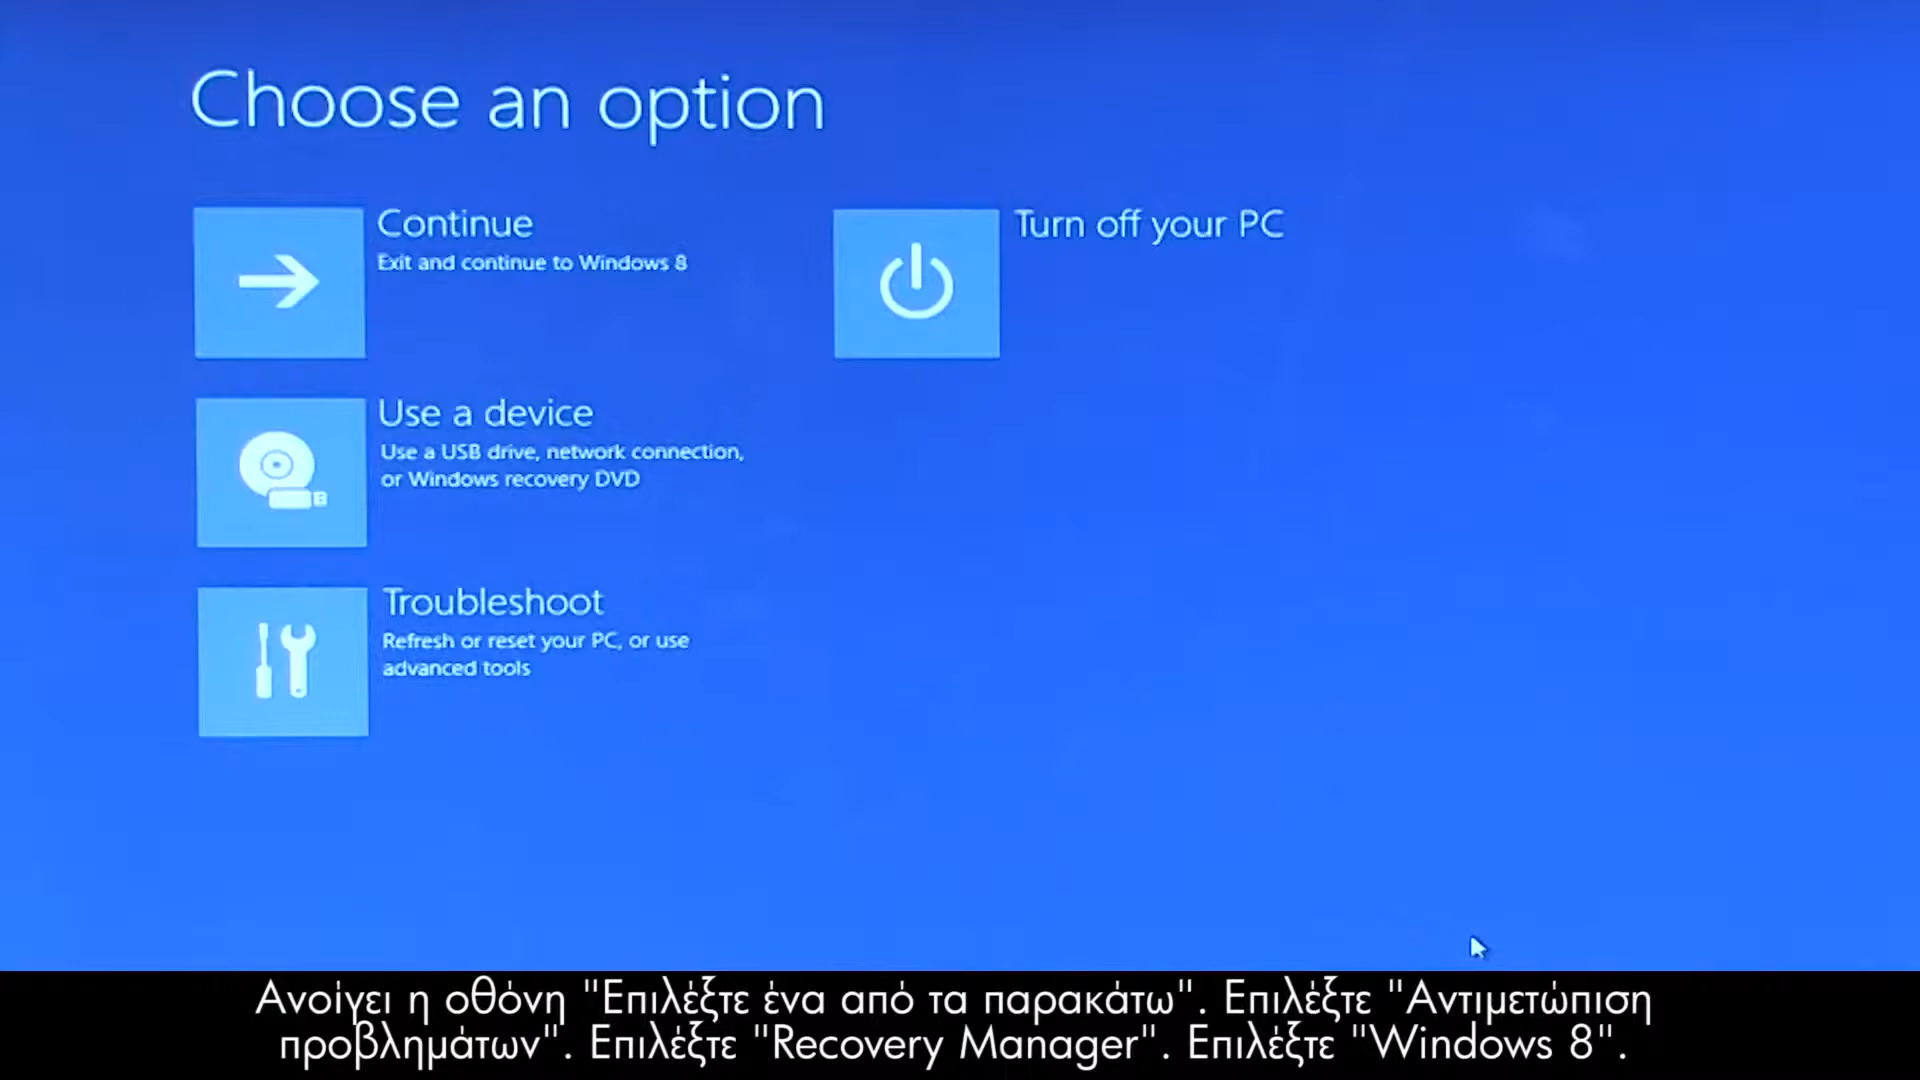 Choose an option
Continue
Exit and continue to Windows 8
Turn off your PC
Use a device
Use a USB drive, network connection,
or Windows recovery DVD
Troubleshoot
Refresh or reset your PC, or use
advanced tools
Ανοίγει η οθόνη "Επιλέξτε ένα από τα παρακάτω". Επιλέξτε "Αντιμετώπιση
προβλημάτων". Επιλέξτε "Recovery Manager". Επιλέξτε "Windows 8".